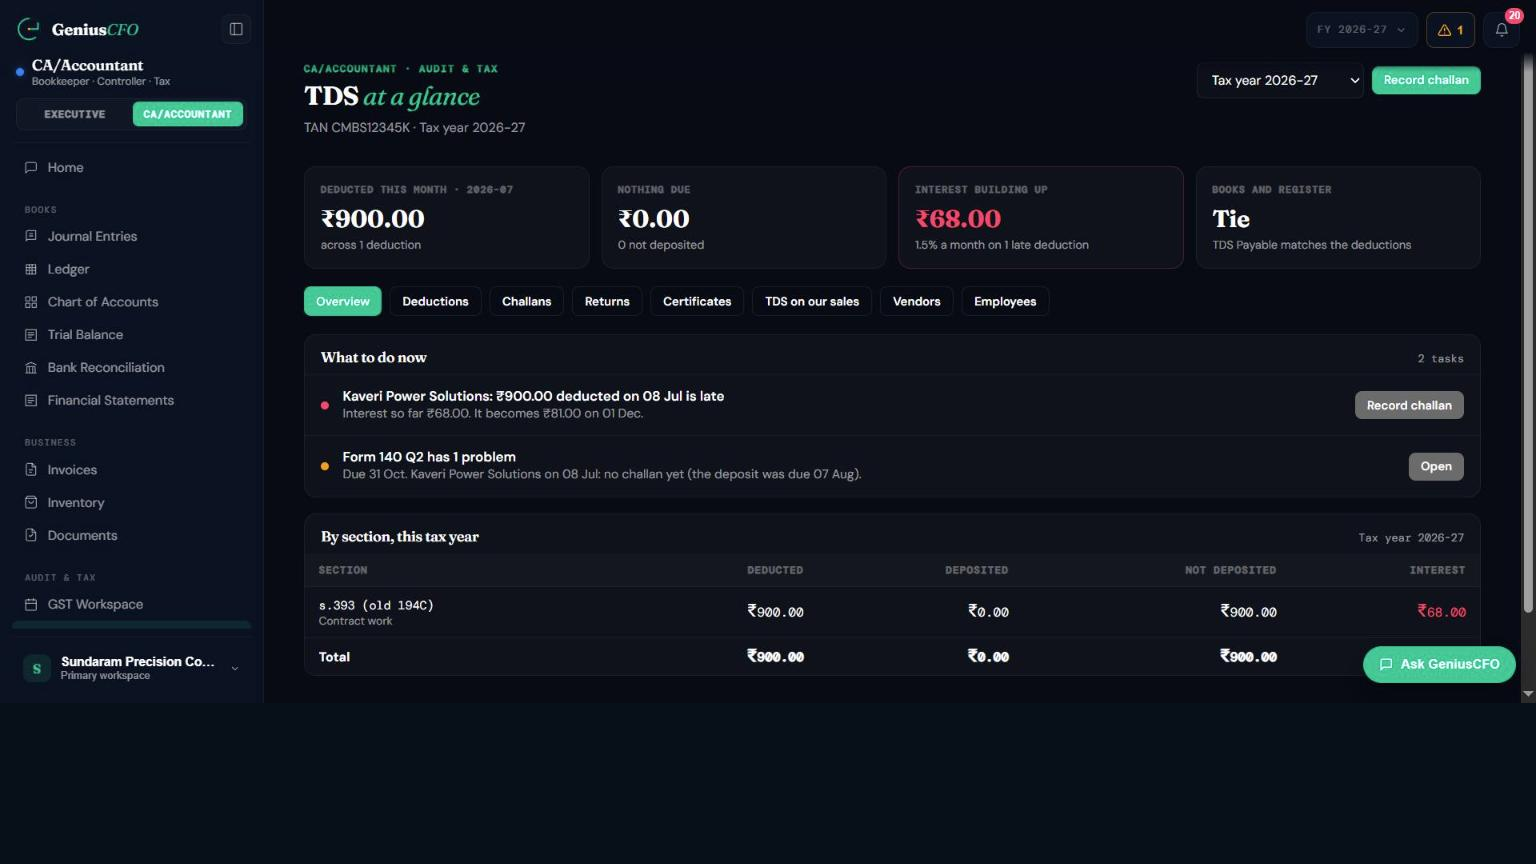 GeniusCFO
CA/Accountant
Bookkeeper · Controller · Tax
EXECUTIVE
CA/ACCOUNTANT
Home
BOOKS
Journal Entries
Ledger
Chart of Accounts
Trial Balance
Bank Reconciliation
Financial Statements
BUSINESS
Invoices
Inventory
Documents
AUDIT & TAX
GST Workspace
S
Sundaram Precision Co...
Primary workspace
FY 2026-27
1
20
CA/ACCOUNTANT · AUDIT & TAX
TDS at a glance
TAN CMBS12345K · Tax year 2026-27
Tax year 2026-27
Record challan
DEDUCTED THIS MONTH · 2026-07
₹900.00
across 1 deduction
NOTHING DUE
₹0.00
0 not deposited
INTEREST BUILDING UP
₹68.00
1.5% a month on 1 late deduction
BOOKS AND REGISTER
Tie
TDS Payable matches the deductions
Overview
Deductions
Challans
Returns
Certificates
TDS on our sales
Vendors
Employees
What to do now
2 tasks
Kaveri Power Solutions: ₹900.00 deducted on 08 Jul is late
Interest so far ₹68.00. It becomes ₹81.00 on 01 Dec.
Record challan
Form 140 Q2 has 1 problem
Due 31 Oct. Kaveri Power Solutions on 08 Jul: no challan yet (the deposit was due 07 Aug).
Open
By section, this tax year
Tax year 2026-27
SECTION DEDUCTED DEPOSITED NOT DEPOSITED INTEREST
s.393 (old 194C) ₹900.00 ₹0.00 ₹900.00 ₹68.00
Contract work
Total ₹900.00 ₹0.00 ₹900.00
Ask GeniusCFO